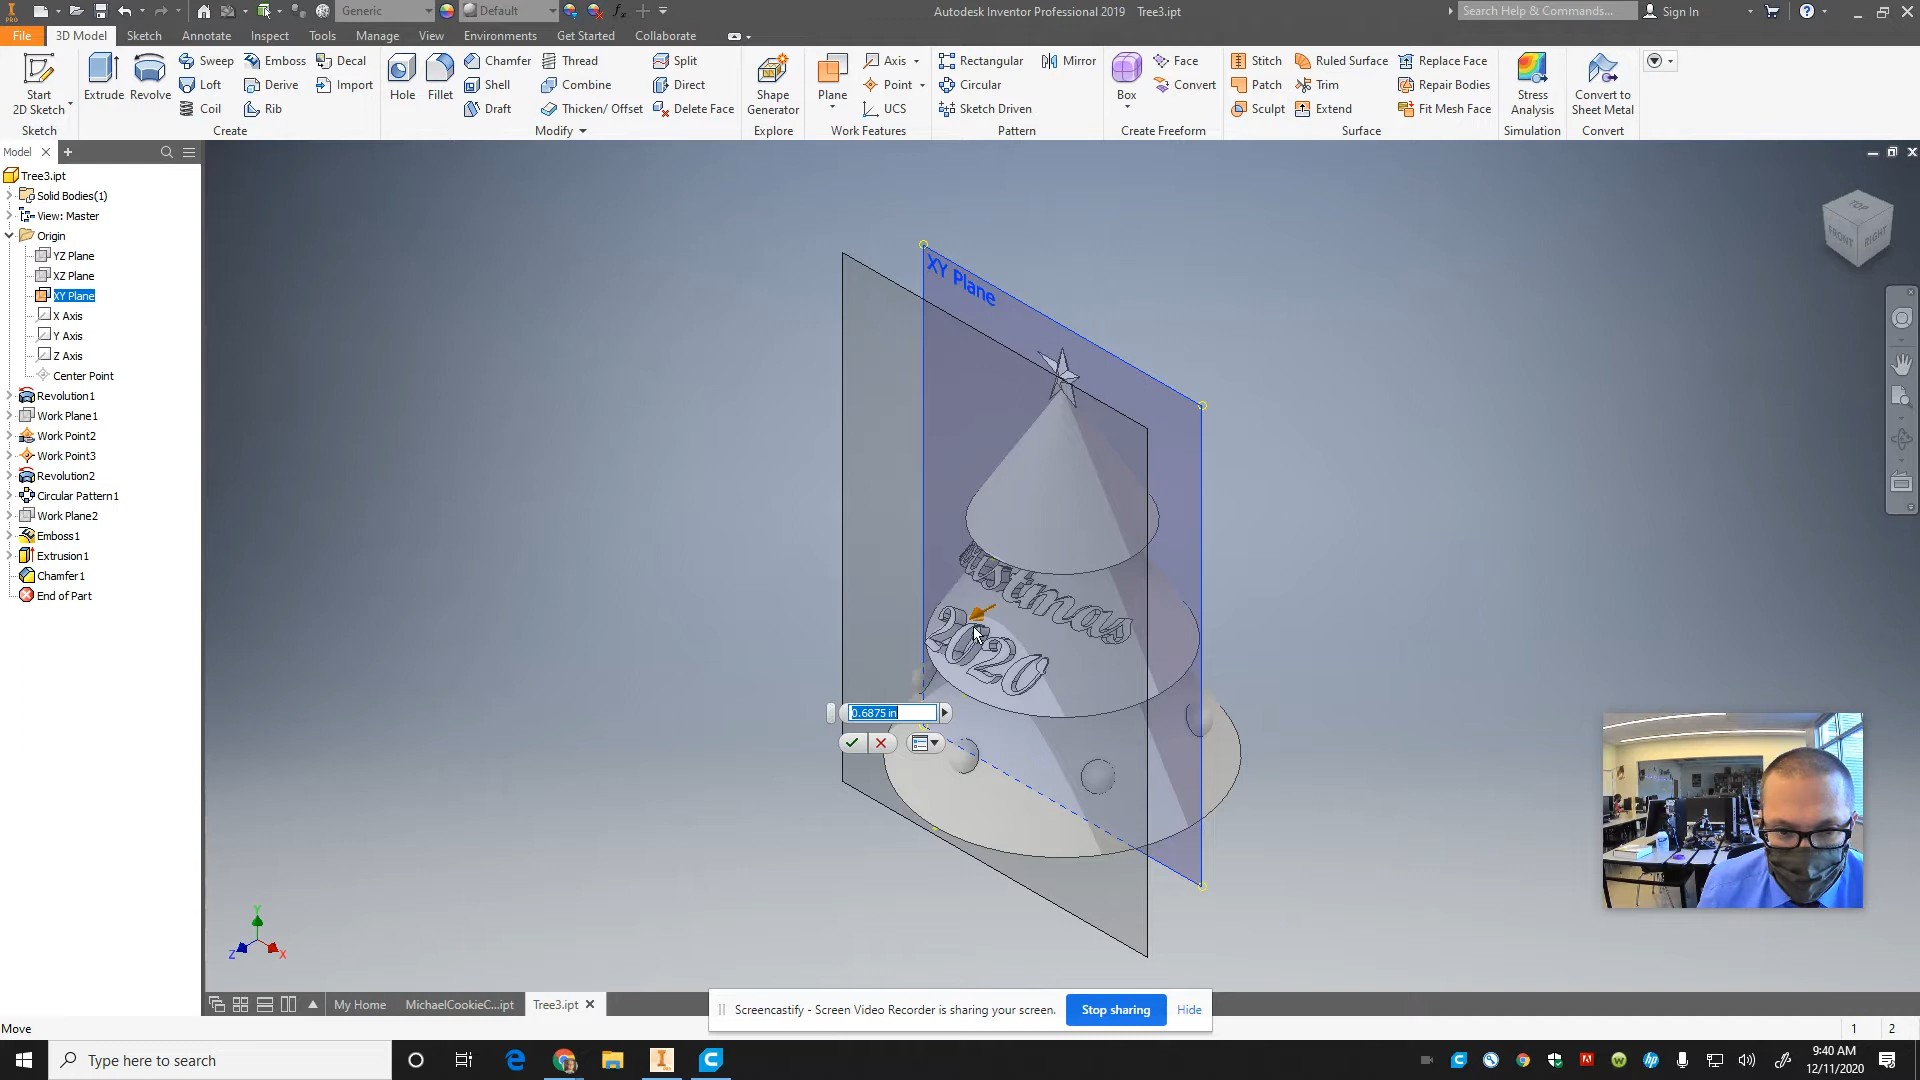 PRO
Generic
Default
Autodesk Inventor Professional 2019 Tree3.ipt
Search Help & Commands...
Sign In
File
3D Model
Sketch
Annotate
Inspect
Tools
Manage
View
Environments
Get Started
Collaborate
Start
2D Sketch
Sketch
Extrude
Revolve
Sweep
Loft
Coil
Emboss
Derive
Rib
Decal
Import
Create
Hole
Fillet
Chamfer
Shell
Draft
Thread
Combine
Thicken/ Offset
Split
Direct
Delete Face
Modify
Shape
Generator
Explore
Plane
Axis
Point
UCS
Work Features
Rectangular
Circular
Sketch Driven
Mirror
Pattern
Box
Face
Convert
Create Freeform
Stitch
Patch
Sculpt
Ruled Surface
Trim
Extend
Replace Face
Repair Bodies
Fit Mesh Face
Surface
Stress
Analysis
Simulation
Convert to
Sheet Metal
Convert
Model
Tree3.ipt
Solid Bodies(1)
View: Master
Origin
YZ Plane
XZ Plane
XY Plane
X Axis
Y Axis
Z Axis
Center Point
Revolution1
Work Plane1
Work Point2
Work Point3
Revolution2
Circular Pattern1
Work Plane2
Emboss1
Extrusion1
Chamfer1
End of Part
XY Plane
2020
0.6875 in
TOP
FRONT
RIGHT
Y
Z
X
My Home
MichaelCookieC...ipt
Tree3.ipt
Screencastify - Screen Video Recorder is sharing your screen.
Stop sharing
Hide
Move
1
2
Type here to search
9:40 AM
12/11/2020